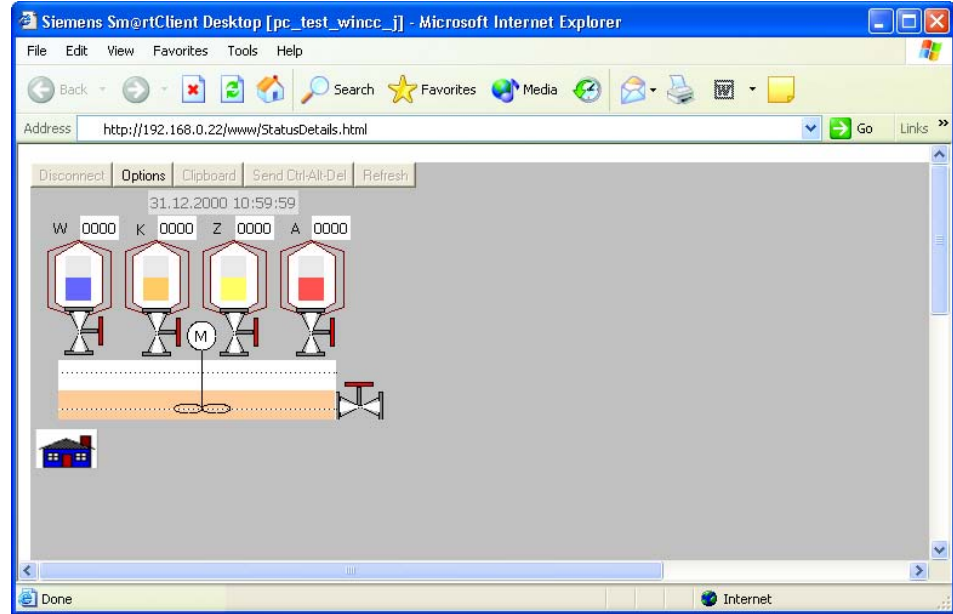 Siemens Sm@rtClient Desktop [pc_test_wincc_j] - Microsoft Internet Explorer
File Edit View Favorites Tools Help
Back Search Favorites Media W
Address http://192.168.0.22/www/StatusDetails.html Go Links »
Disconnect Options Clipboard Send Ctrl-Alt-Del Refresh
31.12.2000 10:59:59
W 0000 K 0000 Z 0000 A 0000
M
Done Internet